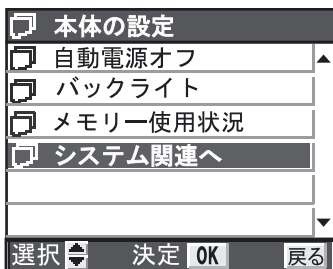 本体の設定
自動電源オフ
バックライト
メモリー使用状況
システム関連へ
選択 決定 OK 戻る